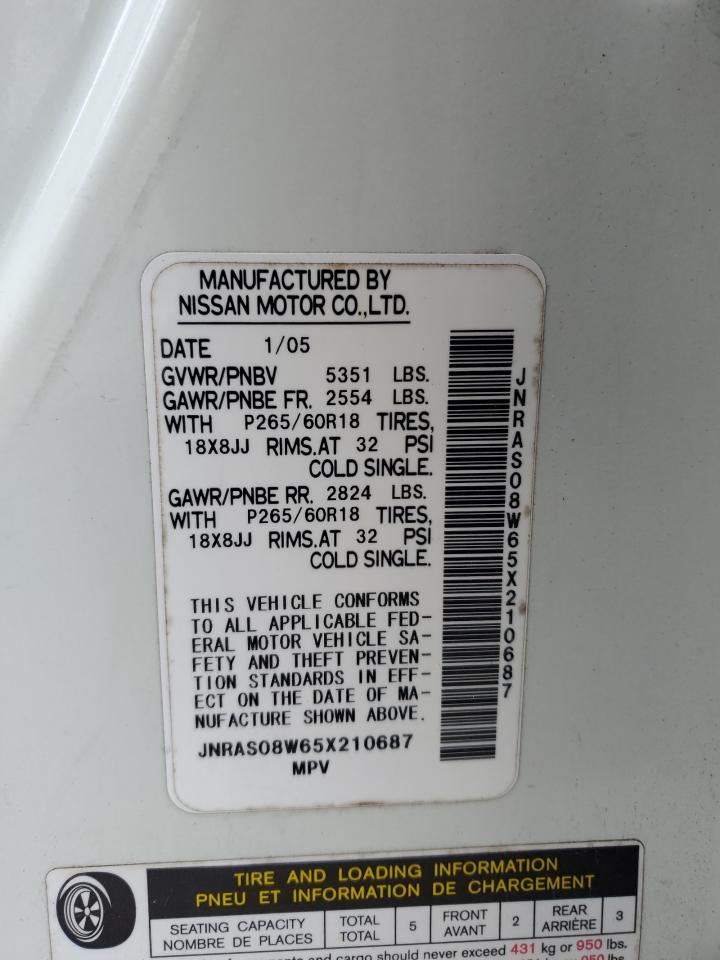 MANUFACTURED BY
NISSAN MOTOR CO.,LTD.
DATE 1/05
GVWR/PNBV 5351 LBS.
GAWR/PNBE FR. 2554 LBS.
WITH P265/60R18 TIRES,
18X8JJ RIMS.AT 32 PSI
COLD SINGLE.
GAWR/PNBE RR. 2824 LBS.
WITH P265/60R18 TIRES,
18X8JJ RIMS.AT 32 PSI
COLD SINGLE.
THIS VEHICLE CONFORMS
TO ALL APPLICABLE FED-
ERAL MOTOR VEHICLE SA-
FETY AND THEFT PREVEN-
TION STANDARDS IN EFF-
ECT ON THE DATE OF MA-
NUFACTURE SHOWN ABOVE.
JNRAS08W65X210687
MPV
JNRAS08W65X210687
TIRE AND LOADING INFORMATION
PNEU ET INFORMATION DE CHARGEMENT
SEATING CAPACITY TOTAL 5 FRONT 2 REAR 3
NOMBRE DE PLACES TOTAL AVANT ARRIÈRE
and cargo should never exceed 431 kg or 950 lbs.